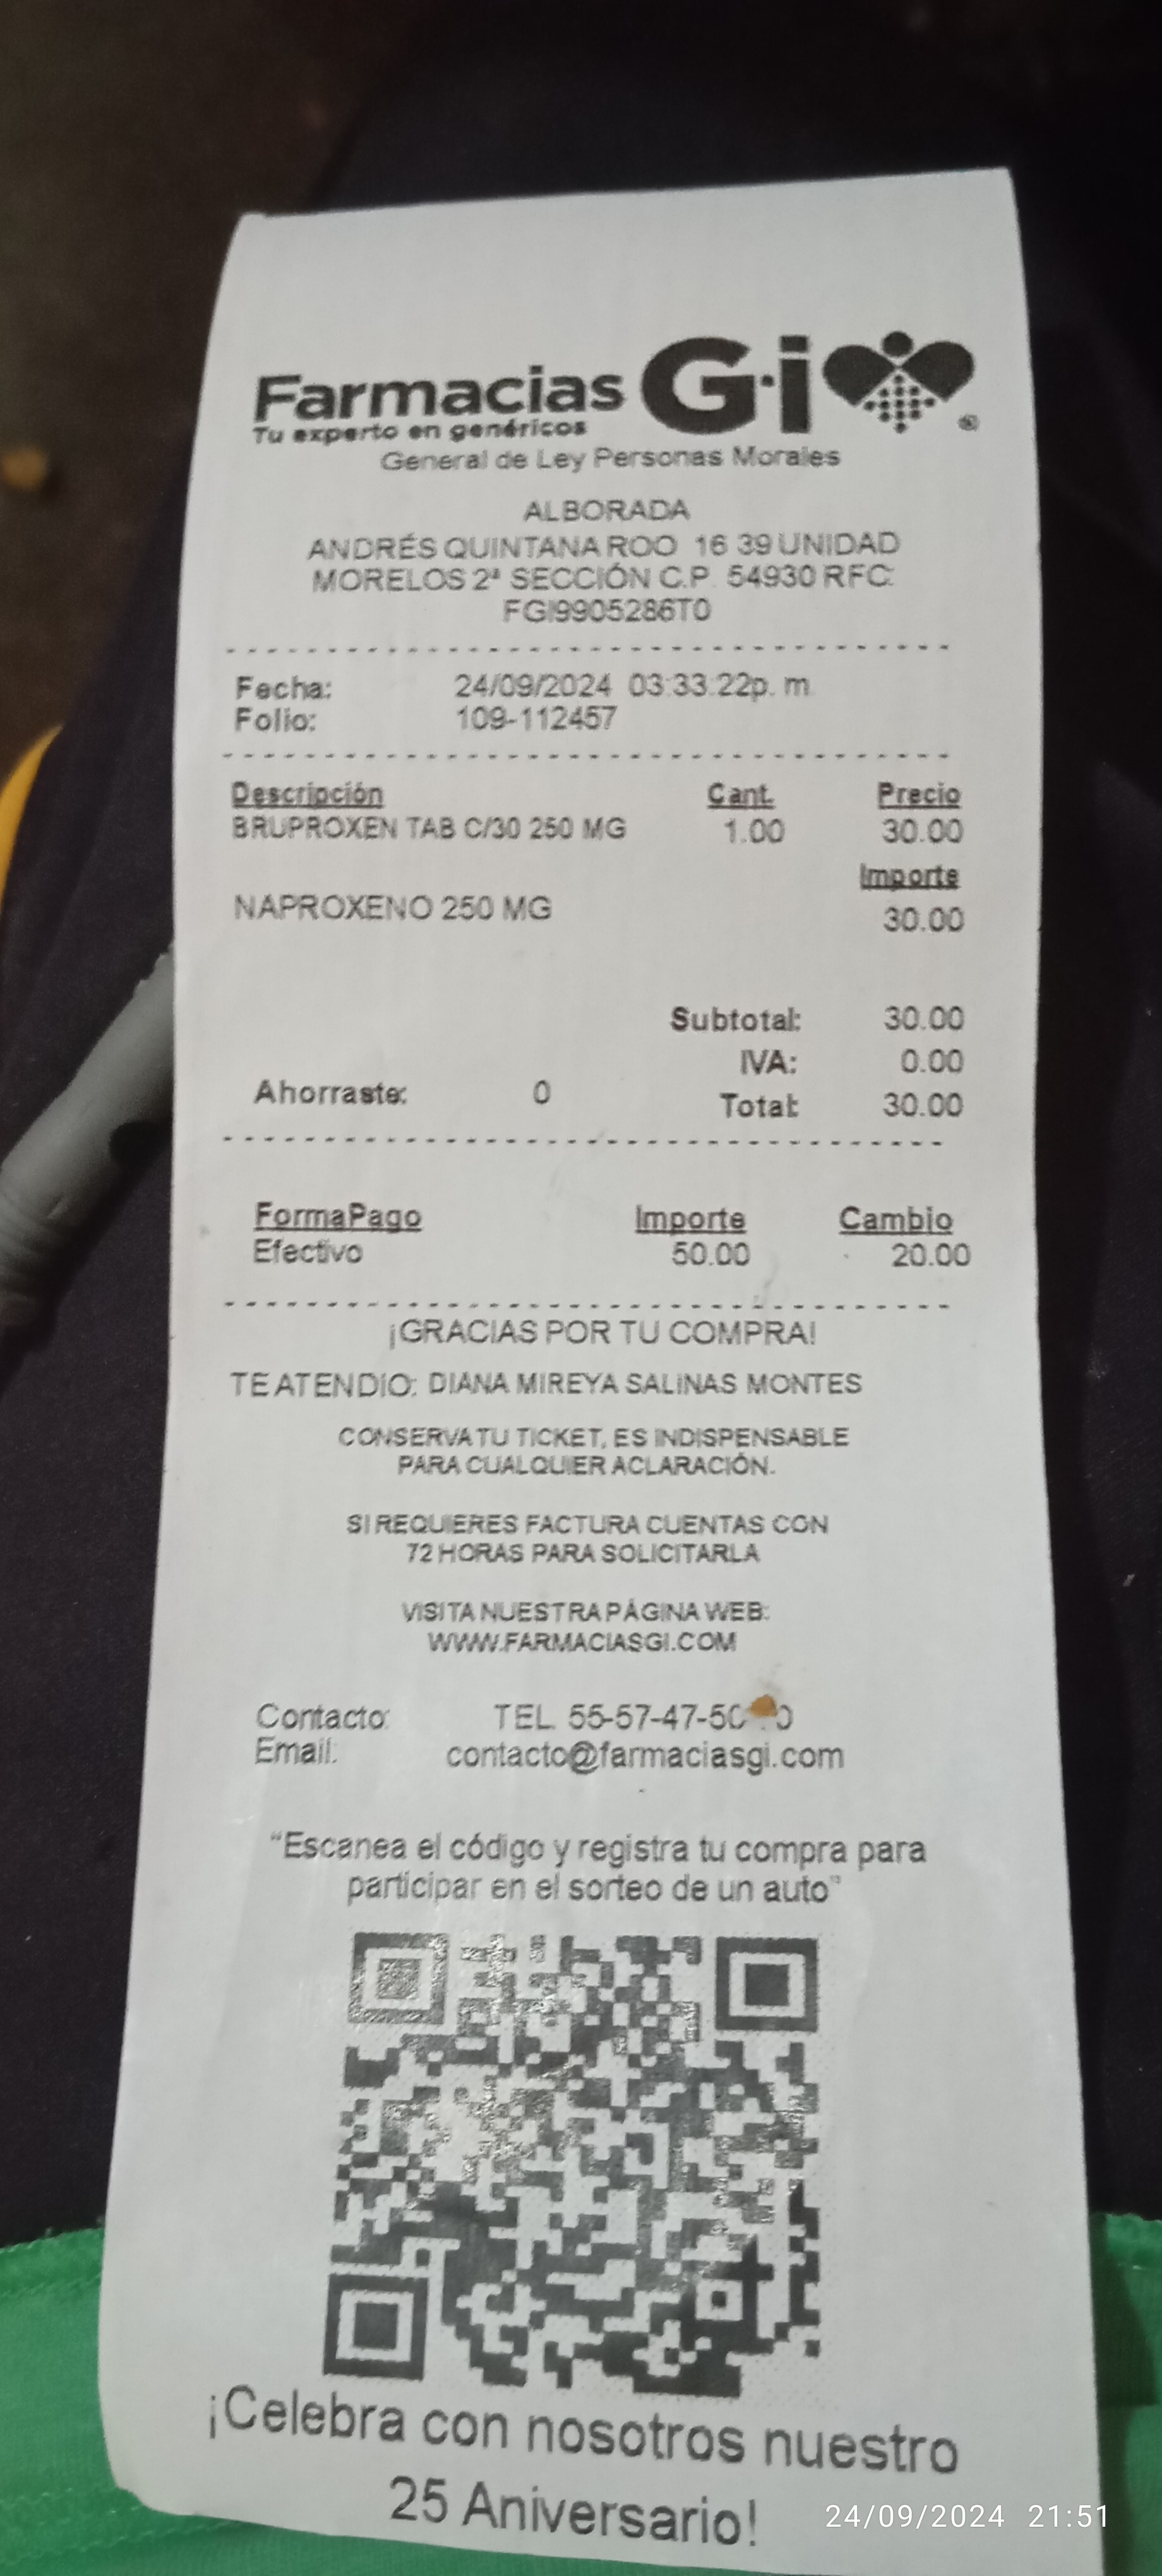 Farmacias G·i
Tu experto en genéricos
General de Ley Personas Morales
ALBORADA
ANDRÉS QUINTANA ROO 16 39 UNIDAD
MORELOS 2ª SECCIÓN C.P. 54930 RFC:
FGI9905286T0
Fecha: 24/09/2024 03:33:22p. m.
Folio: 109-112457
Descripción Cant. Precio
BRUPROXEN TAB C/30 250 MG 1.00 30.00
Importe
NAPROXENO 250 MG 30.00
Subtotal: 30.00
IVA: 0.00
Ahorraste: 0 Total: 30.00
FormaPago Importe Cambio
Efectivo 50.00 20.00
¡GRACIAS POR TU COMPRA!
TE ATENDIO: DIANA MIREYA SALINAS MONTES
CONSERVA TU TICKET, ES INDISPENSABLE
PARA CUALQUIER ACLARACIÓN.
SI REQUIERES FACTURA CUENTAS CON
72 HORAS PARA SOLICITARLA
VISITA NUESTRA PÁGINA WEB:
WWW.FARMACIASGI.COM
Contacto: TEL.
Email: contacto@farmaciasgi.com
"Escanea el código y registra tu compra para
participar en el sorteo de un auto"
¡Celebra con nosotros nuestro
25 Aniversario!
24/09/2024 21:51